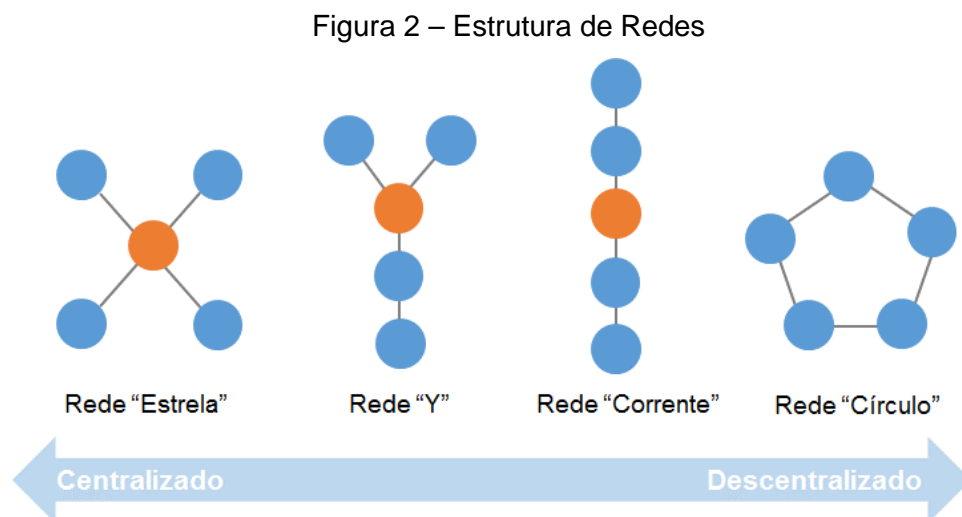 Figura 2 – Estrutura de Redes
Rede “Estrela”
Rede “Y”
Rede “Corrente”
Rede “Círculo”
Centralizado
Descentralizado